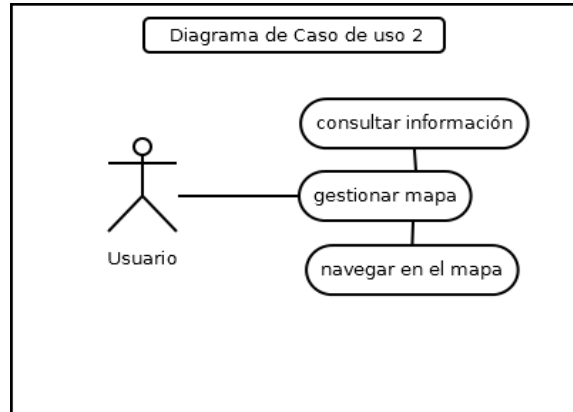 Diagrama de Caso de uso 2
consultar información
gestionar mapa
Usuario
navegar en el mapa